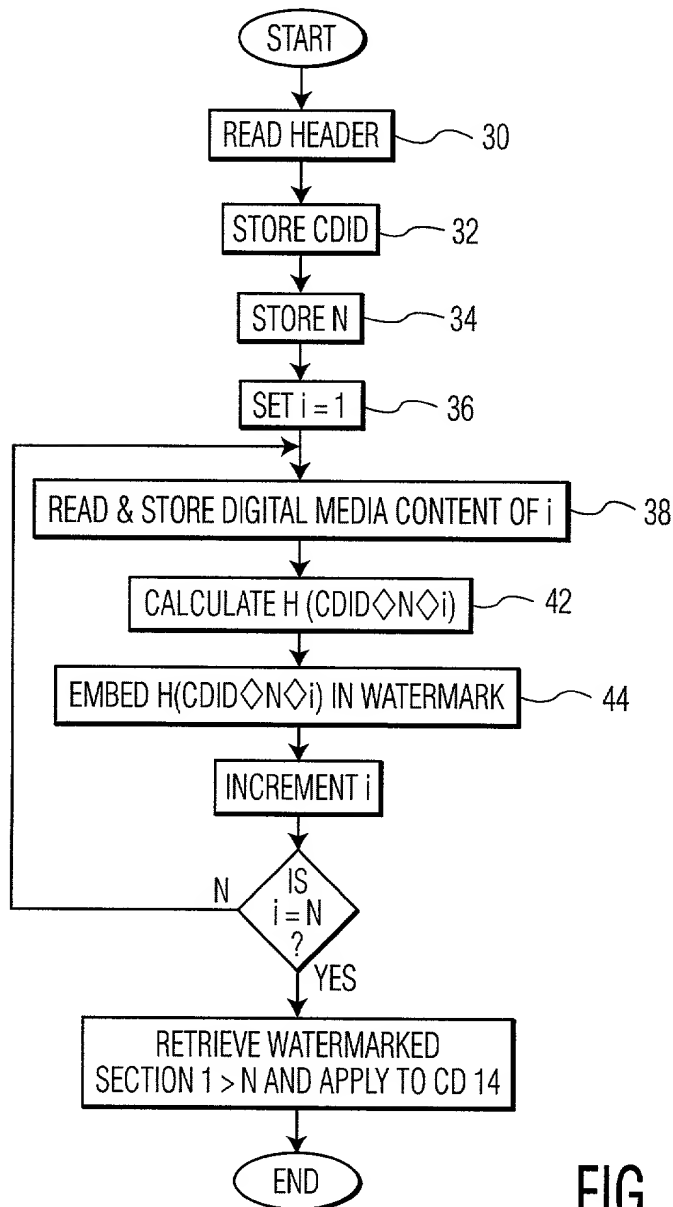 START
READ HEADER
30
STORE CDID
32
STORE N
34
SET i = 1
36
READ & STORE DIGITAL MEDIA CONTENT OF i
38
CALCULATE H (CDID◇N◇i)
42
EMBED H(CDID◇N◇i) IN WATERMARK
44
INCREMENT i
IS
i = N
?
N
YES
RETRIEVE WATERMARKED
SECTION 1 > N AND APPLY TO CD 14
END
FIG